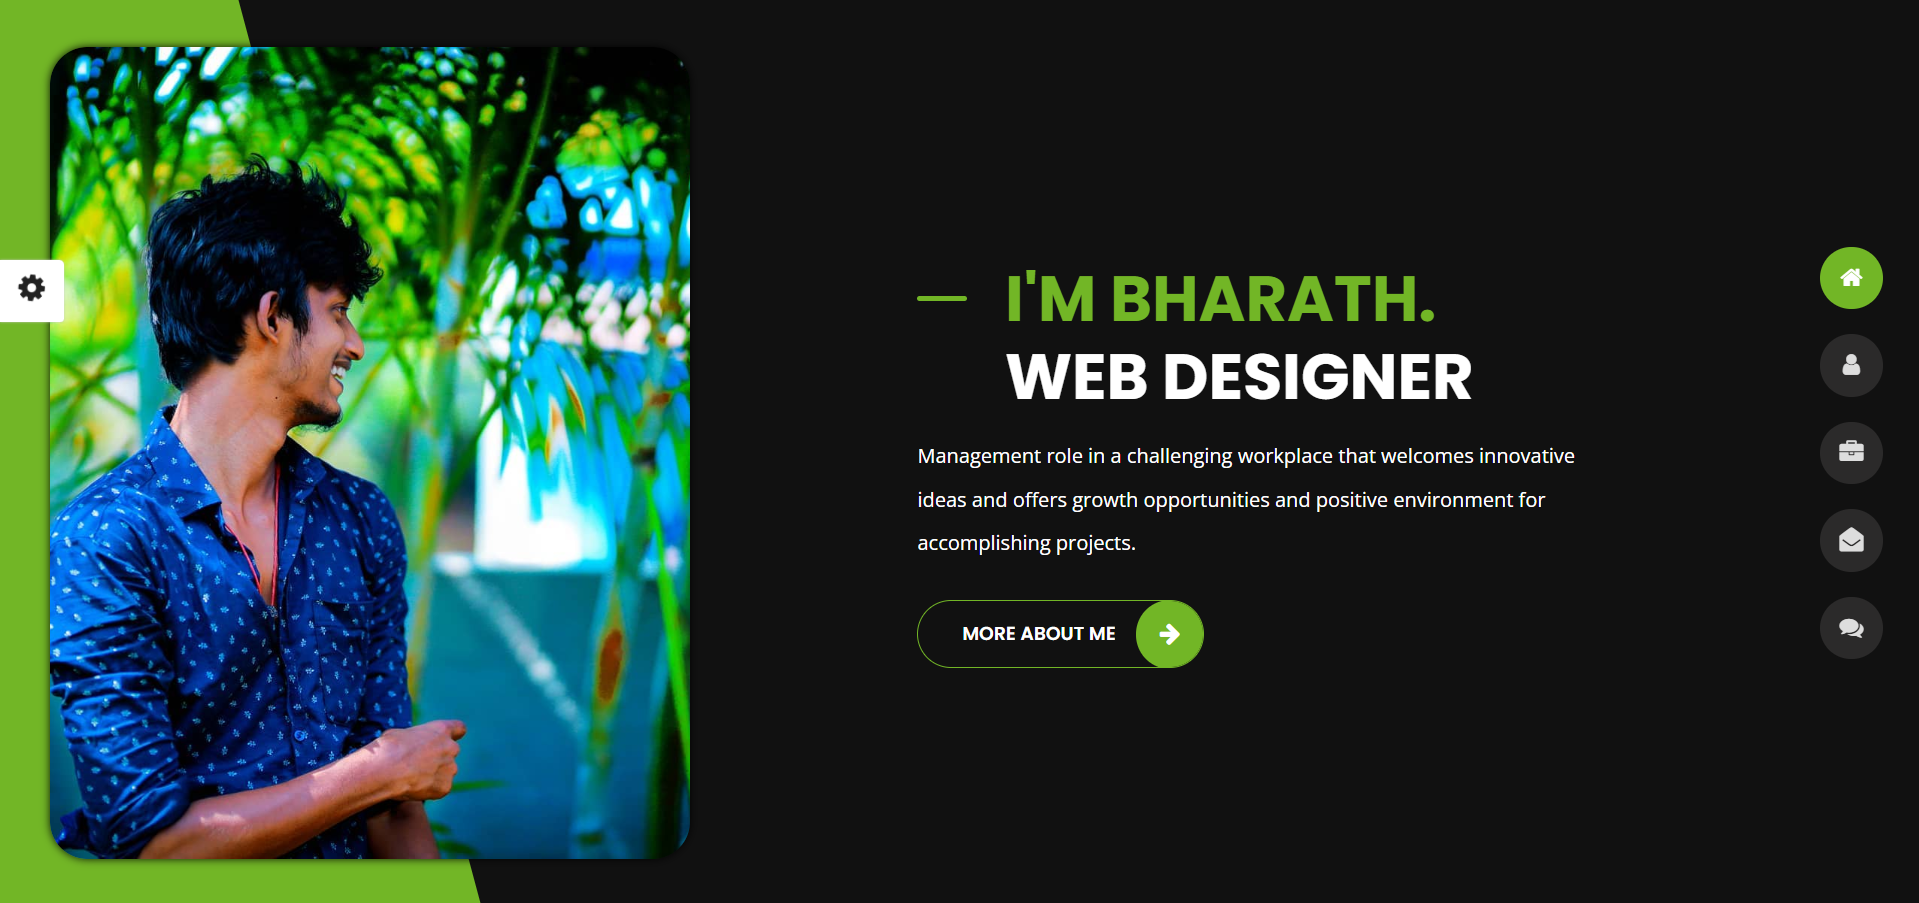 I'M BHARATH.
WEB DESIGNER
Management role in a challenging workplace that welcomes innovative
ideas and offers growth opportunities and positive environment for
accomplishing projects.
MORE ABOUT ME